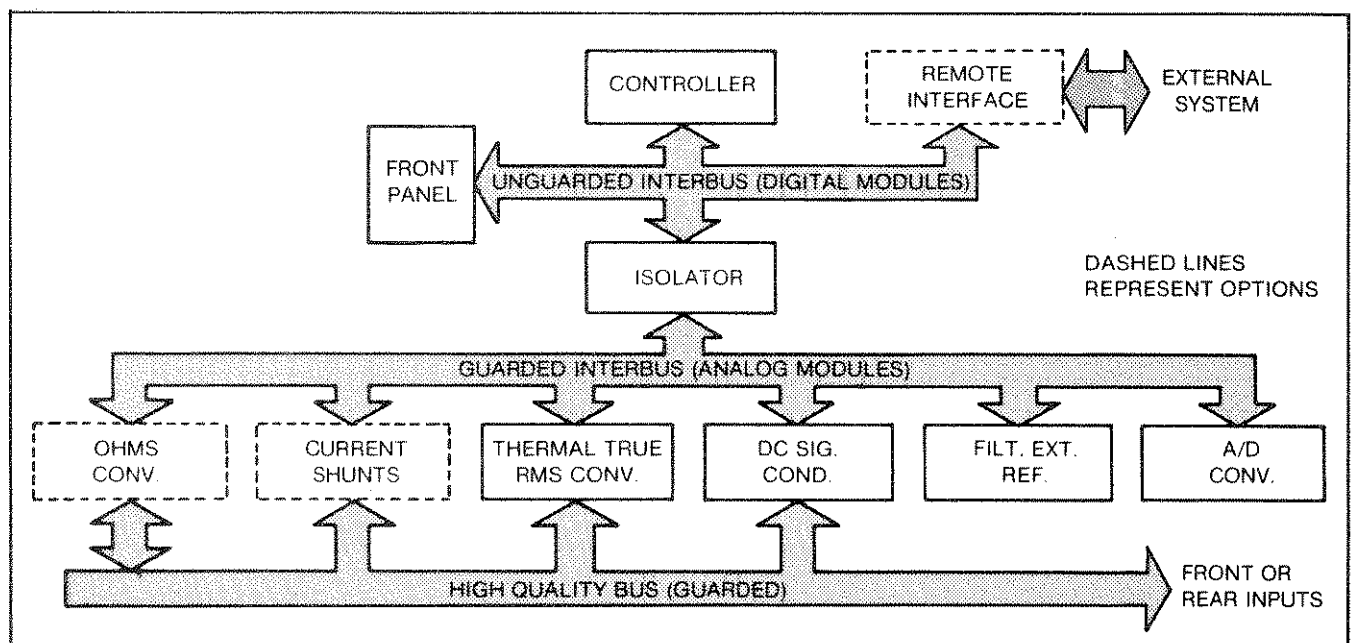 CONTROLLER
REMOTE
INTERFACE
EXTERNAL
SYSTEM
FRONT
PANEL
UNGUARDED INTERBUS (DIGITAL MODULES)
ISOLATOR
DASHED LINES
REPRESENT OPTIONS
GUARDED INTERBUS (ANALOG MODULES)
OHMS
CONV.
CURRENT
SHUNTS
THERMAL TRUE
RMS CONV.
DC SIG.
COND.
FILT. EXT.
REF.
A/D
CONV.
HIGH QUALITY BUS (GUARDED)
FRONT OR
REAR INPUTS